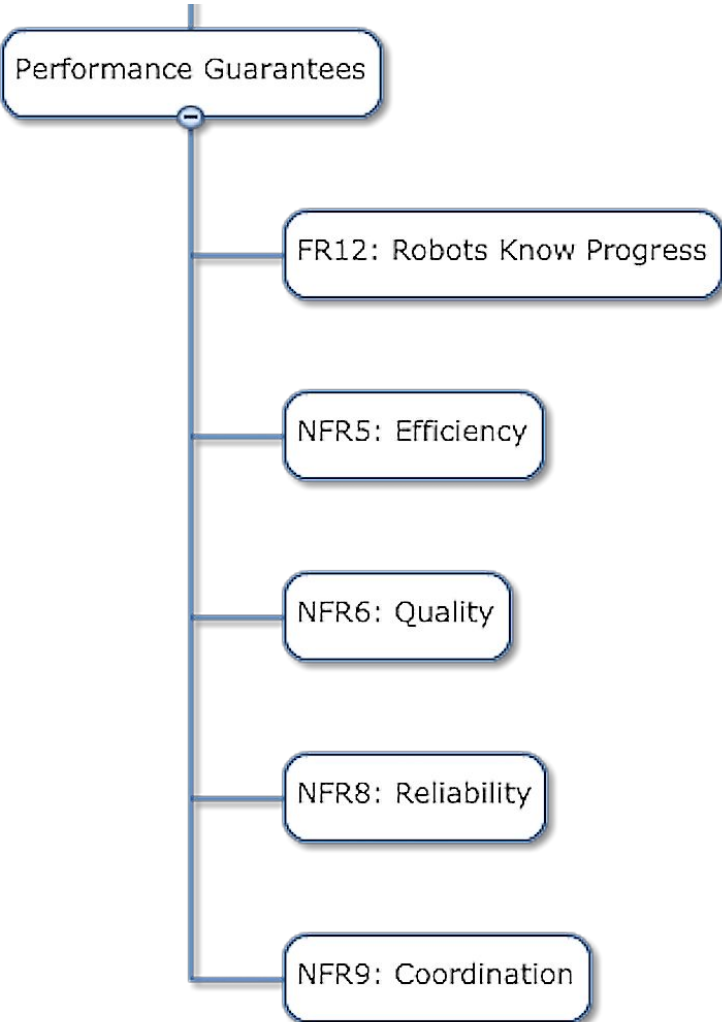 Performance Guarantees
FR12: Robots Know Progress
NFR5: Efficiency
NFR6: Quality
NFR8: Reliability
NFR9: Coordination